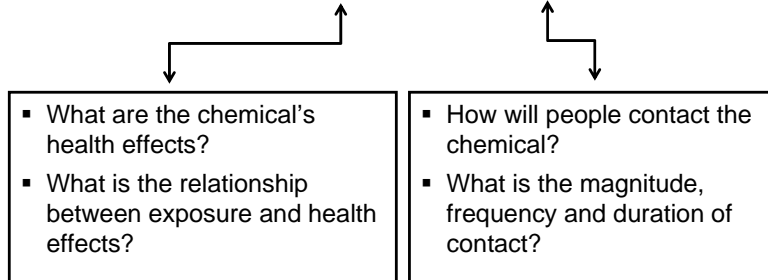 ▪ What are the chemical's
health effects?
▪ What is the relationship
between exposure and health
effects?
▪ How will people contact the
chemical?
▪ What is the magnitude,
frequency and duration of
contact?